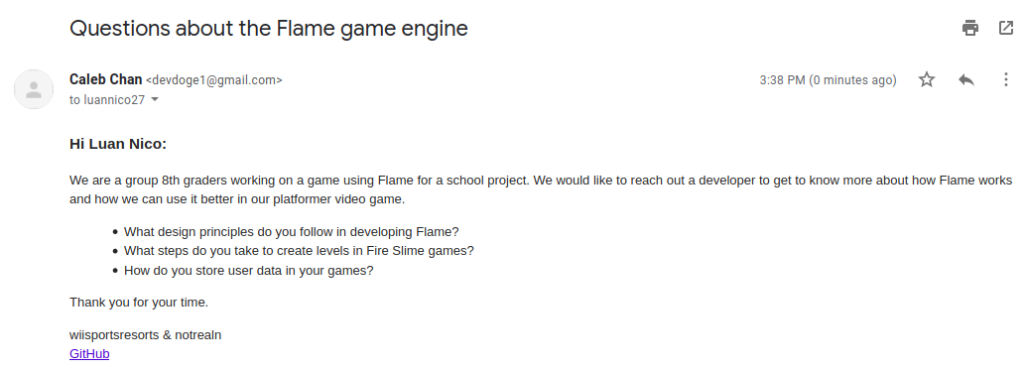 Questions about the Flame game engine
Caleb Chan <devdoge1@gmail.com>
3:38 PM (0 minutes ago)
to luannico27
Hi Luan Nico:
We are a group 8th graders working on a game using Flame for a school project. We would like to reach out a developer to get to know more about how Flame works
and how we can use it better in our platformer video game.
• What design principles do you follow in developing Flame?
• What steps do you take to create levels in Fire Slime games?
• How do you store user data in your games?
Thank you for your time.
wiisportsresorts & notrealn
GitHub